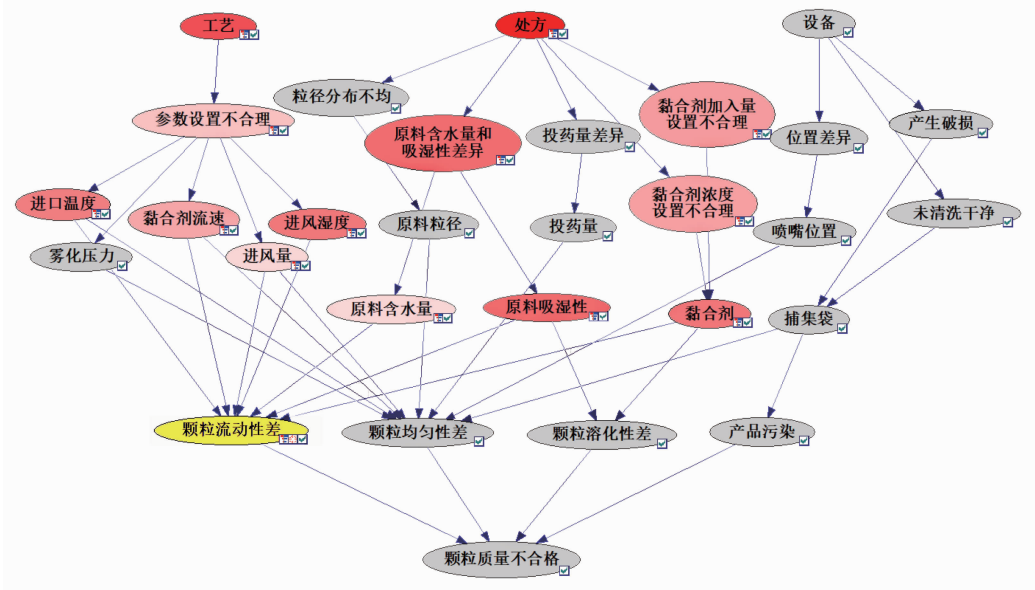 工艺
处方
设备
粒径分布不均
参数设置不合理
原料含水量和
吸湿性差异
投药量差异
黏合剂加入量
设置不合理
位置差异
产生破损
进口温度
黏合剂流速
进风湿度
原料粒径
投药量
黏合剂浓度
设置不合理
喷嘴位置
未清洗干净
雾化压力
进风量
原料含水量
原料吸湿性
黏合剂
捕集袋
颗粒流动性差
颗粒均匀性差
颗粒溶化性差
产品污染
颗粒质量不合格